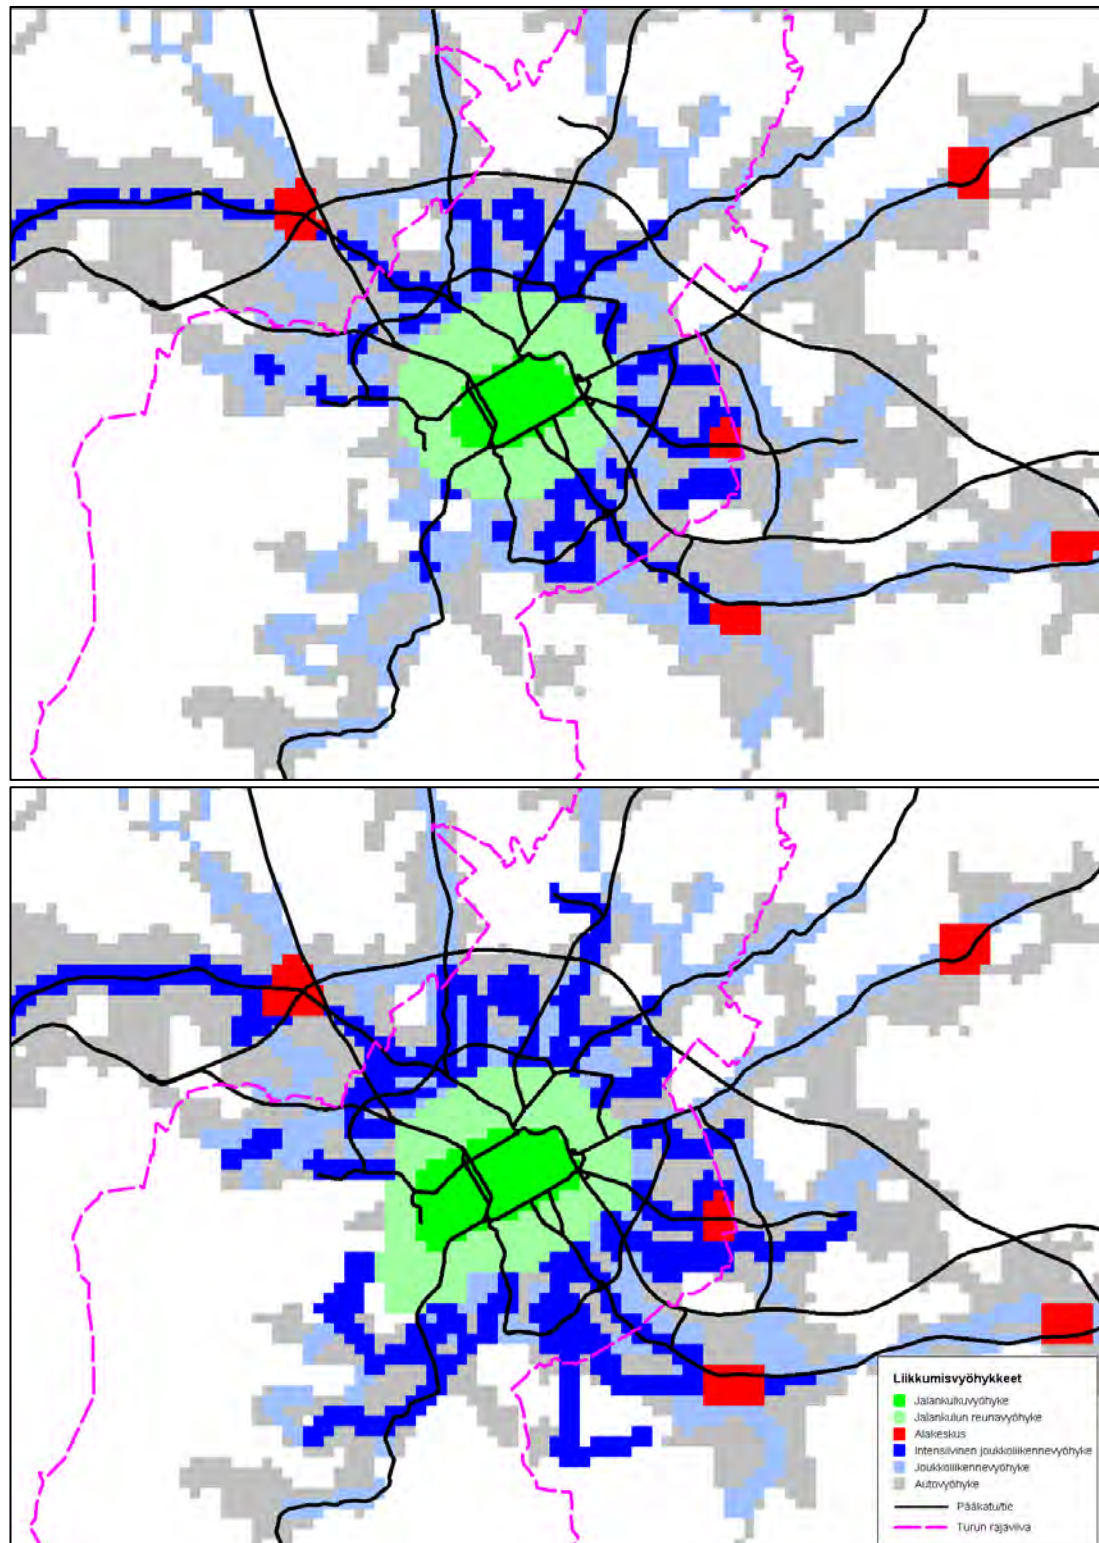 Liikkumisvyöhykkeet
Jalankulkuvyöhyke
Jalankulun reunavyöhyke
Alakeskus
Intensiivinen joukkoliikennevyöhyke
Joukkoliikennevyöhyke
Autovyöhyke
Pääkatu/tie
Turun rajaviiva